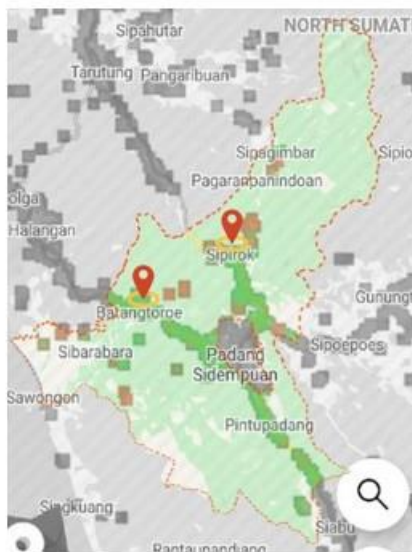 Sipahutar
NORTH SUMAT
Tarutung
Pangaribuan
Sipagimbar
Sipio
Pagaranpanindoan
olga
Halangan
Sipirok
Gunungt
Batangtoroe
Sibarabara
Padang
Sidempuan
Sipoepoes
Sawongon
Pintupadang
Singkuang
Siabu
Rantaupandiang